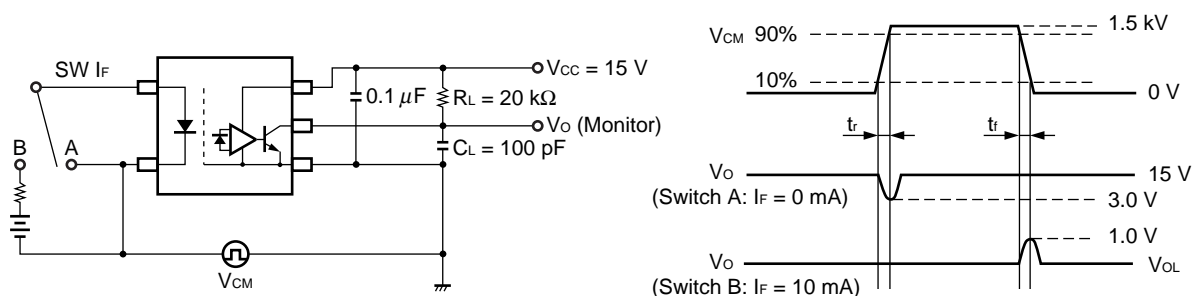 SW IF
B
A
VCM
0.1 μF
VCC = 15 V
RL = 20 kΩ
VO (Monitor)
CL = 100 pF
VCM 90%
10%
1.5 kV
0 V
tr
tf
VO
(Switch A: IF = 0 mA)
15 V
3.0 V
1.0 V
VO
(Switch B: IF = 10 mA)
VOL